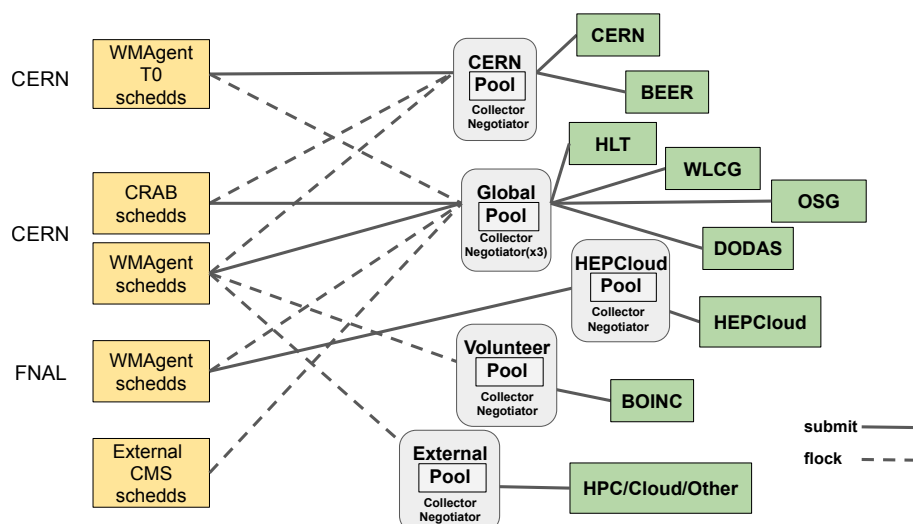 CERN
WMAgent
T0
schedds
CERN
CRAB
schedds
WMAgent
schedds
FNAL
WMAgent
schedds
External
CMS
schedds
CERN
Pool
Collector
Negotiator
Global
Pool
Collector
Negotiator(x3)
HEPCloud
Pool
Collector
Negotiator
Volunteer
Pool
Collector
Negotiator
External
Pool
Collector
Negotiator
CERN
BEER
HLT
WLCG
OSG
DODAS
HEPCloud
BOINC
HPC/Cloud/Other
submit
flock